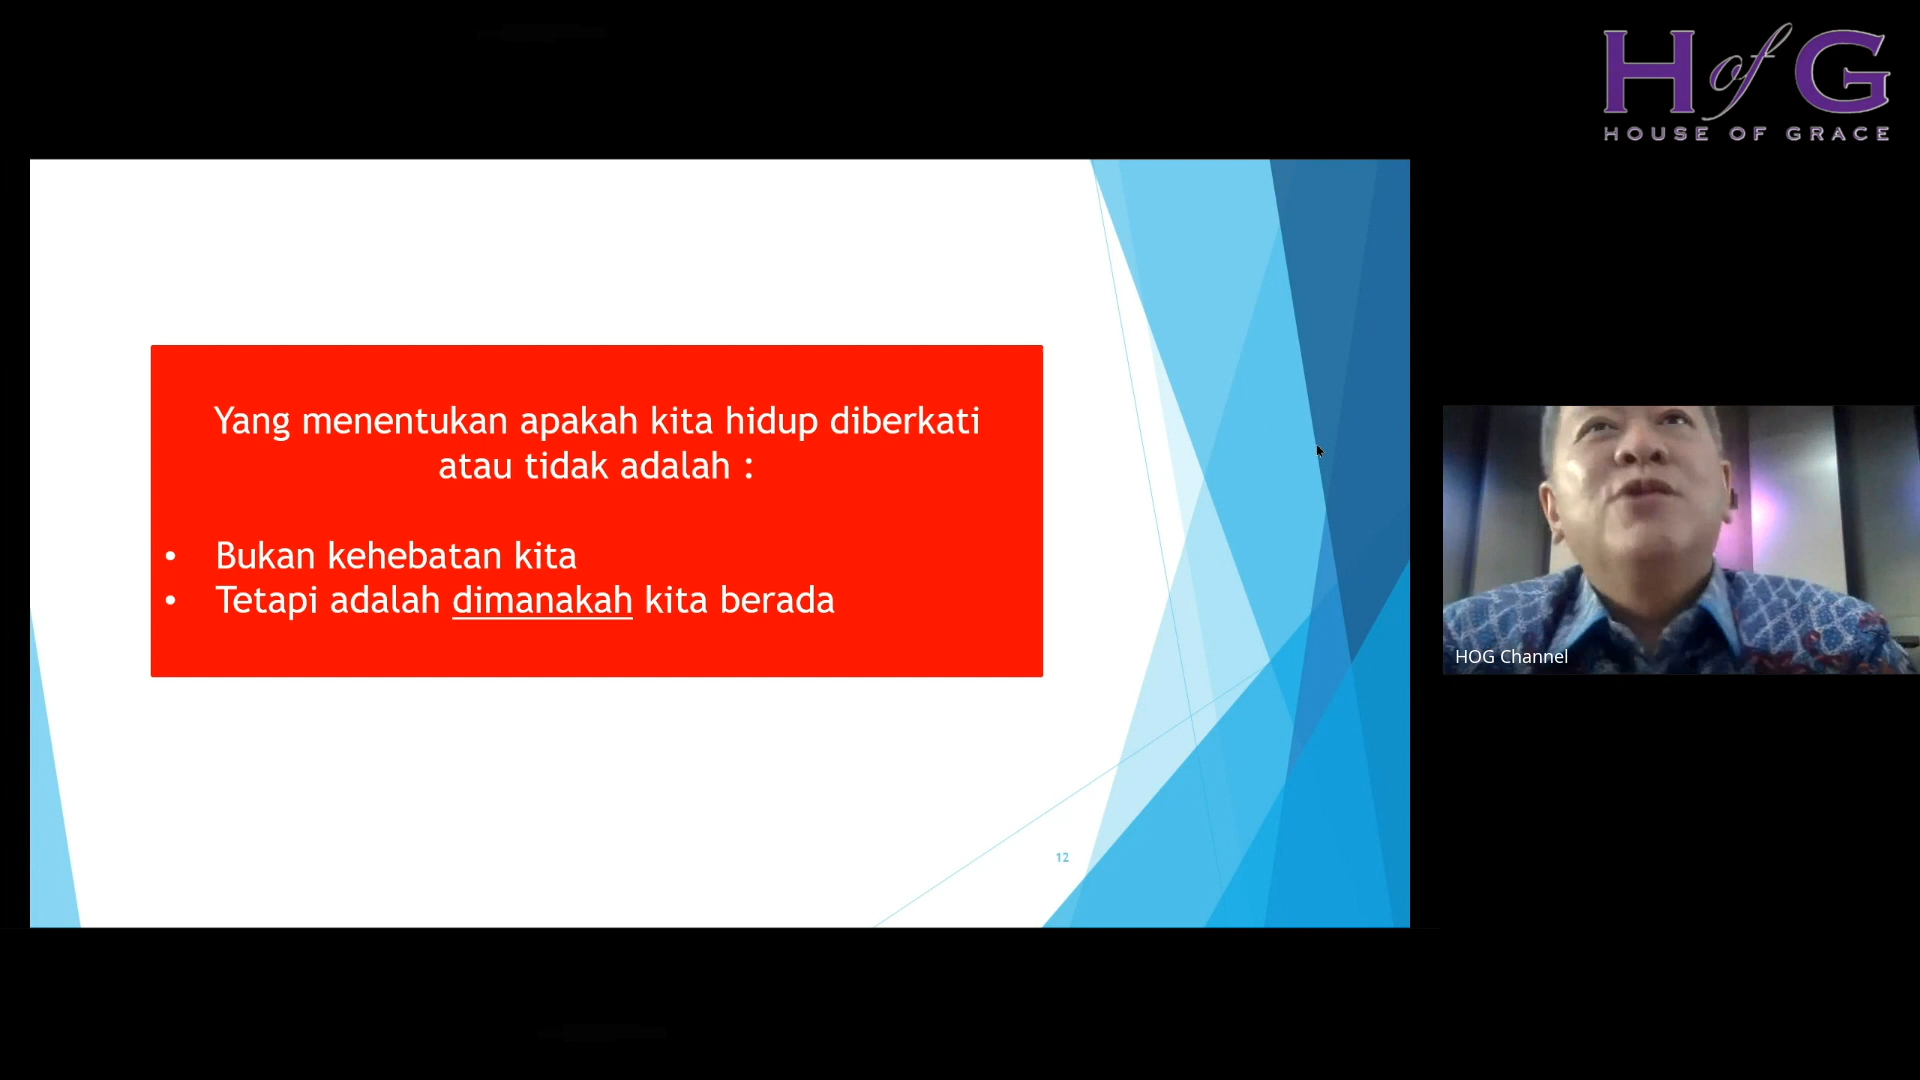 H of G
HOUSE OF GRACE
Yang menentukan apakah kita hidup diberkati
atau tidak adalah :
• Bukan kehebatan kita
• Tetapi adalah dimanakah kita berada
HOG Channel
12